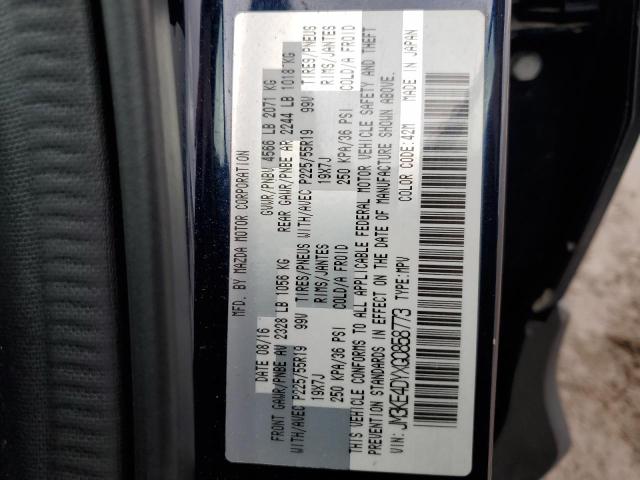 MFD. BY MAZDA MOTOR CORPORATION
DATE 08/16 GVWR/PNBV 4566 LB 2071 KG
FRONT GAWR/PNBE AV 2328 LB 1056 KG REAR GAWR/PNBE AR 2244 LB 1018 KG
WITH/AVEC P225/55R19 99V TIRES/PNEUS WITH/AVEC P225/55R19 99V TIRES/PNEUS
19X7J RIMS/JANTES 19X7J RIMS/JANTES
250 KPA/36 PSI COLD/A FROID 250 KPA/36 PSI COLD/A FROID
THIS VEHICLE CONFORMS TO ALL APPLICABLE FEDERAL MOTOR VEHICLE SAFETY AND THEFT
PREVENTION STANDARDS IN EFFECT ON THE DATE OF MANUFACTURE SHOWN ABOVE.
VIN: JM3KE4DYXG0858773 TYPE:MPV COLOR CODE:42M MADE IN JAPAN